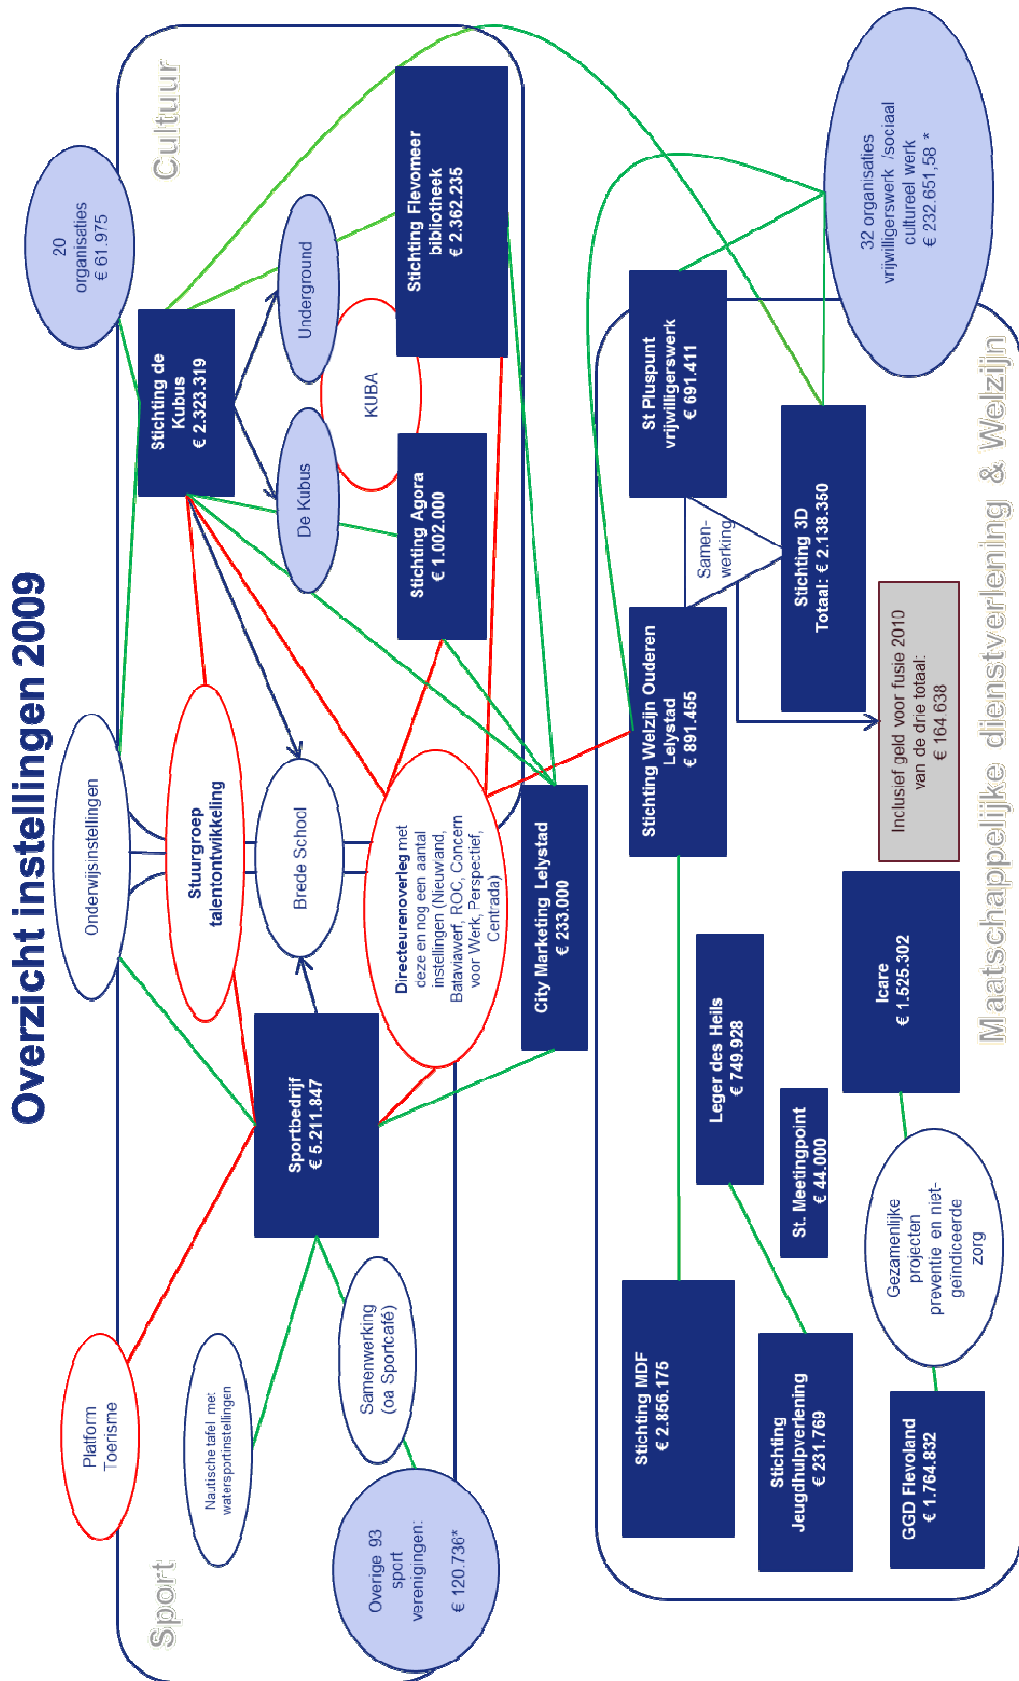 Overzicht instellingen 2009
Sport
Cultuur
Platform
Toerisme
Onderwijsinstellingen
20
organisaties
€ 61.975
Nautische tafel met
watersportinstellingen
Stuurgroep
talentontwikkeling
Stichting de
Kubus
€ 2.323.319
Sportbedrijf
€ 5.211.847
Brede School
De Kubus
Underground
Samenwerking
(oa Sportcafé)
KUBA
Overige 93
sport
verenigingen:
€ 120.736*
Directeurenoverleg met
deze en nog een aantal
instellingen (Nieuwland,
Bataviawerf, ROC, Concern
voor Werk, Perspectief,
Centrada)
Stichting Agora
€ 1.002.000
Stichting Flevomeer
bibliotheek
€ 2.362.235
City Marketing Lelystad
€ 233.000
Stichting MDF
€ 2.856.175
Stichting Welzijn Ouderen
Lelystad
€ 891.455
St Pluspunt
vrijwilligerswerk
€ 691.411
Samen-
werking
Leger des Heils
€ 749.928
Stichting
Jeugdhulpverlening
€ 231.769
St. Meetingpoint
€ 44.000
Stichting 3D
Totaal: € 2.138.350
32 organisaties
vrijwilligerswerk /sociaal
cultureel werk
€ 232.651,58 *
GGD Flevoland
€ 1.764.832
Gezamenlijke
projecten
preventie en niet-
geïndiceerde
zorg
Icare
€ 1.525.302
Inclusief geld voor fusie 2010
van de drie totaal:
€ 164.638
Maatschappelijke dienstverlening & Welzijn